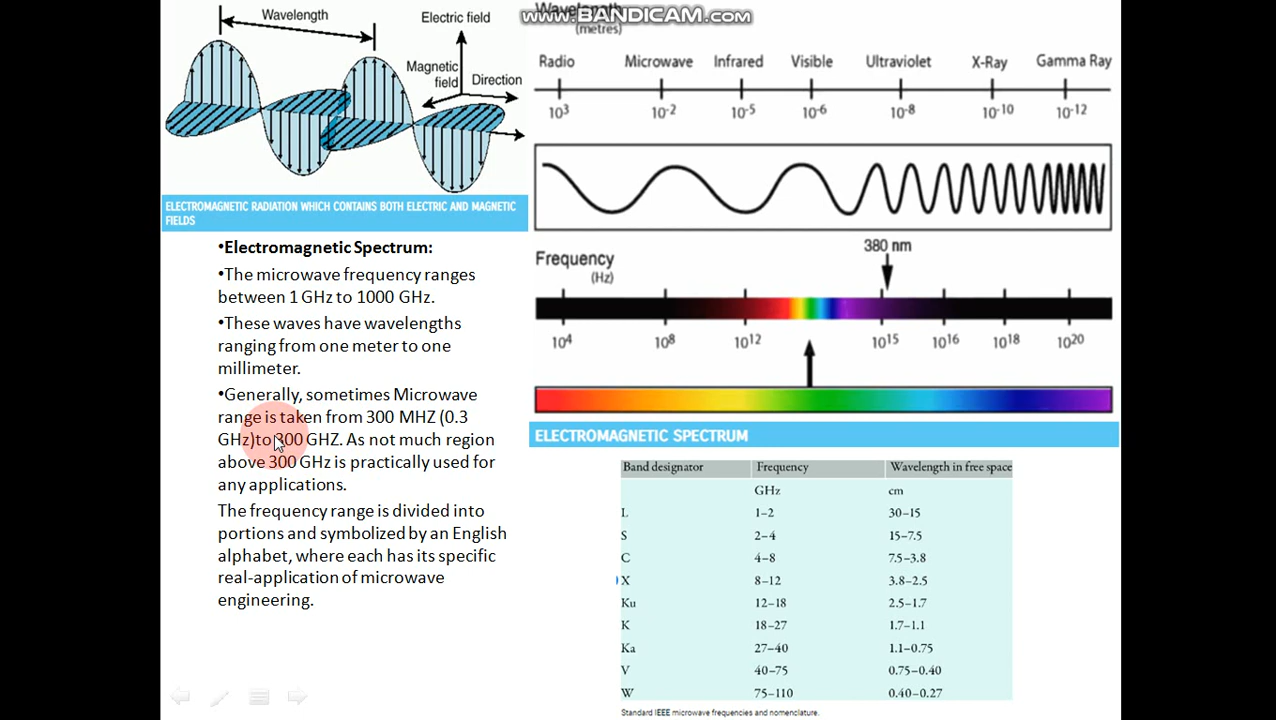 www.BANDICAM.com
Wavelength
Electric field
Magnetic
field
Direction
ELECTROMAGNETIC RADIATION WHICH CONTAINS BOTH ELECTRIC AND MAGNETIC
FIELDS
•Electromagnetic Spectrum:
•The microwave frequency ranges
between 1 GHz to 1000 GHz.
•These waves have wavelengths
ranging from one meter to one
millimeter.
•Generally, sometimes Microwave
range is taken from 300 MHZ (0.3
GHz)to 300 GHZ. As not much region
above 300 GHz is practically used for
any applications.
The frequency range is divided into
portions and symbolized by an English
alphabet, where each has its specific
real-application of microwave
engineering.
Wavelength
(metres)
Radio Microwave Infrared Visible Ultraviolet X-Ray Gamma Ray
10³ 10⁻² 10⁻⁵ 10⁻⁶ 10⁻⁸ 10⁻¹⁰ 10⁻¹²
380 nm
Frequency
(Hz)
10⁴ 10⁸ 10¹² 10¹⁵ 10¹⁶ 10¹⁸ 10²⁰
ELECTROMAGNETIC SPECTRUM
Band designator Frequency Wavelength in free space
GHz cm
L 1–2 30–15
S 2–4 15–7.5
C 4–8 7.5–3.8
X 8–12 3.8–2.5
Ku 12–18 2.5–1.7
K 18–27 1.7–1.1
Ka 27–40 1.1–0.75
V 40–75 0.75–0.40
W 75–110 0.40–0.27
Standard IEEE microwave frequencies and nomenclature.